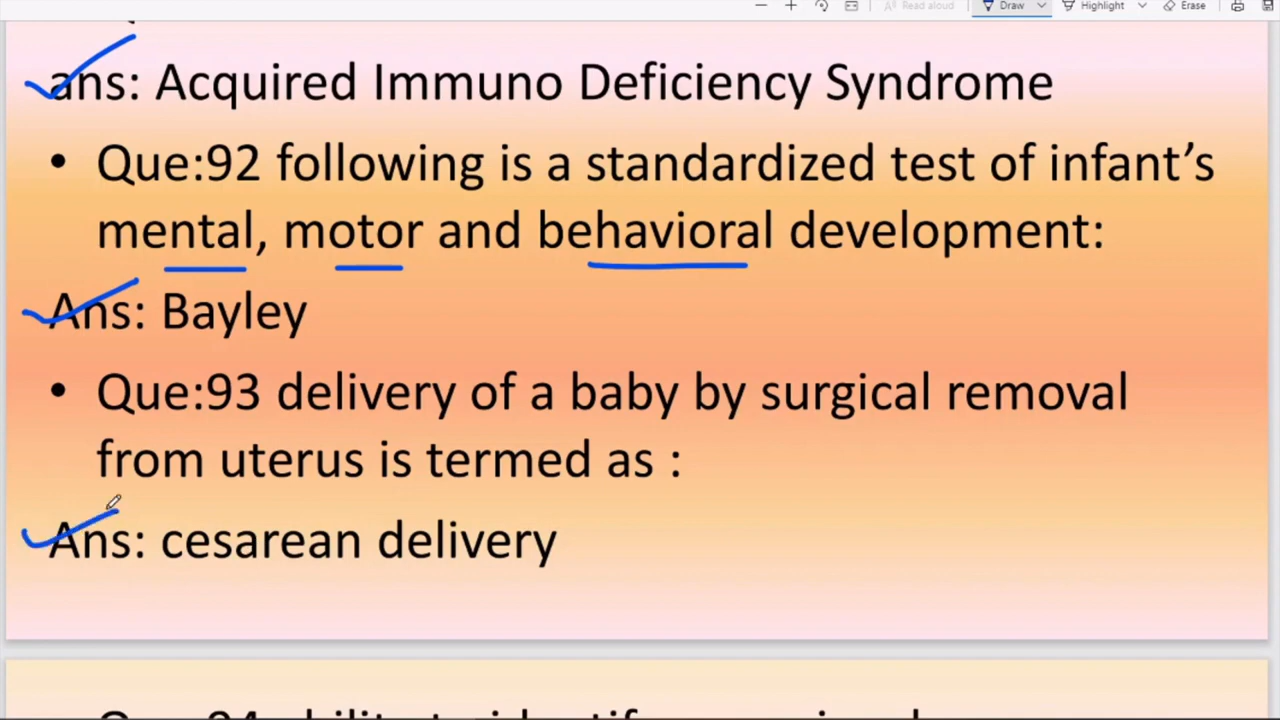 Read aloud Draw Highlight Erase
ans: Acquired Immuno Deficiency Syndrome
• Que:92 following is a standardized test of infant's
mental, motor and behavioral development:
Ans: Bayley
• Que:93 delivery of a baby by surgical removal
from uterus is termed as :
Ans: cesarean delivery